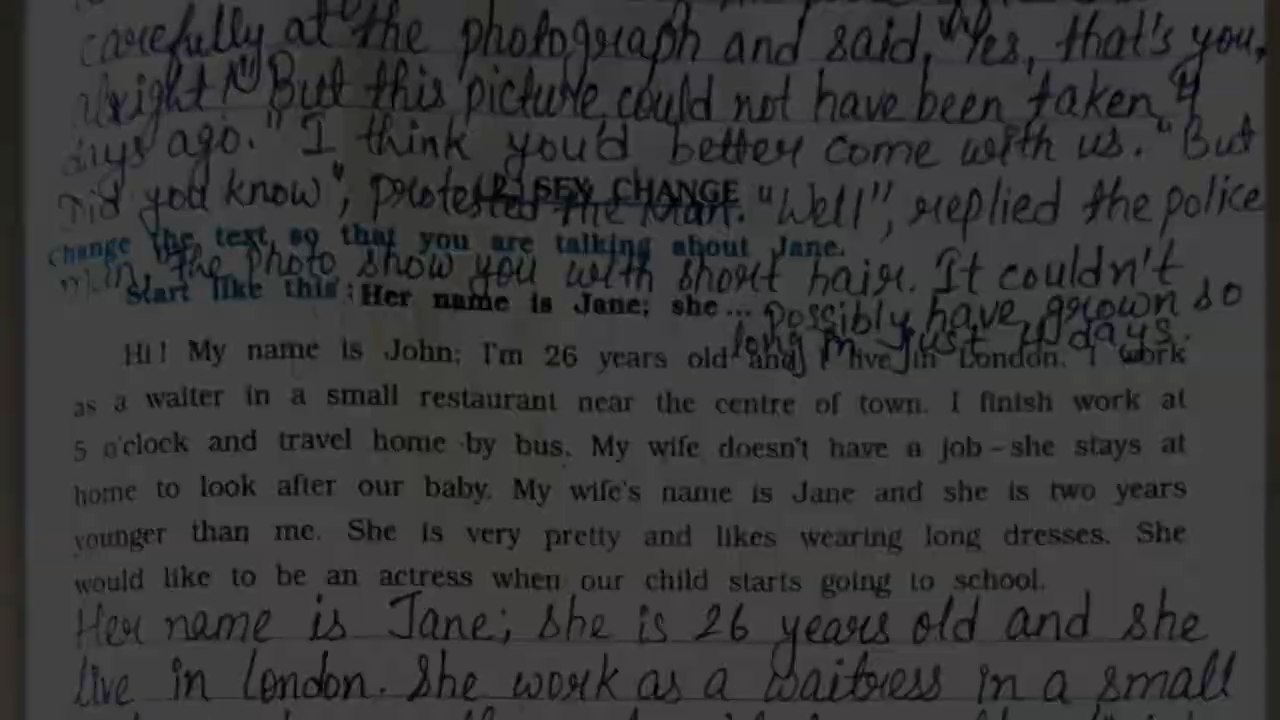 carefully at the photograph and said, "Yes, that's you,
alright!" But this picture could not have been taken 4
days ago." "I think you'd better come with us." "But
did you know", protested the man. "Well", replied the police
SEX CHANGE
Change the text so that you are talking about Jane.
man, the photo show you with short hair. It couldn't
Start like this: Her name is Jane; she ...
possibly have grown so
long in just 4 days.
Hi! My name is John; I'm 26 years old and I live in London. I work
as a waiter in a small restaurant near the centre of town. I finish work at
5 o'clock and travel home by bus. My wife doesn't have a job – she stays at
home to look after our baby. My wife's name is Jane and she is two years
younger than me. She is very pretty and likes wearing long dresses. She
would like to be an actress when our child starts going to school.
Her name is Jane; she is 26 years old and she
live in London. She work as a waitress in a small